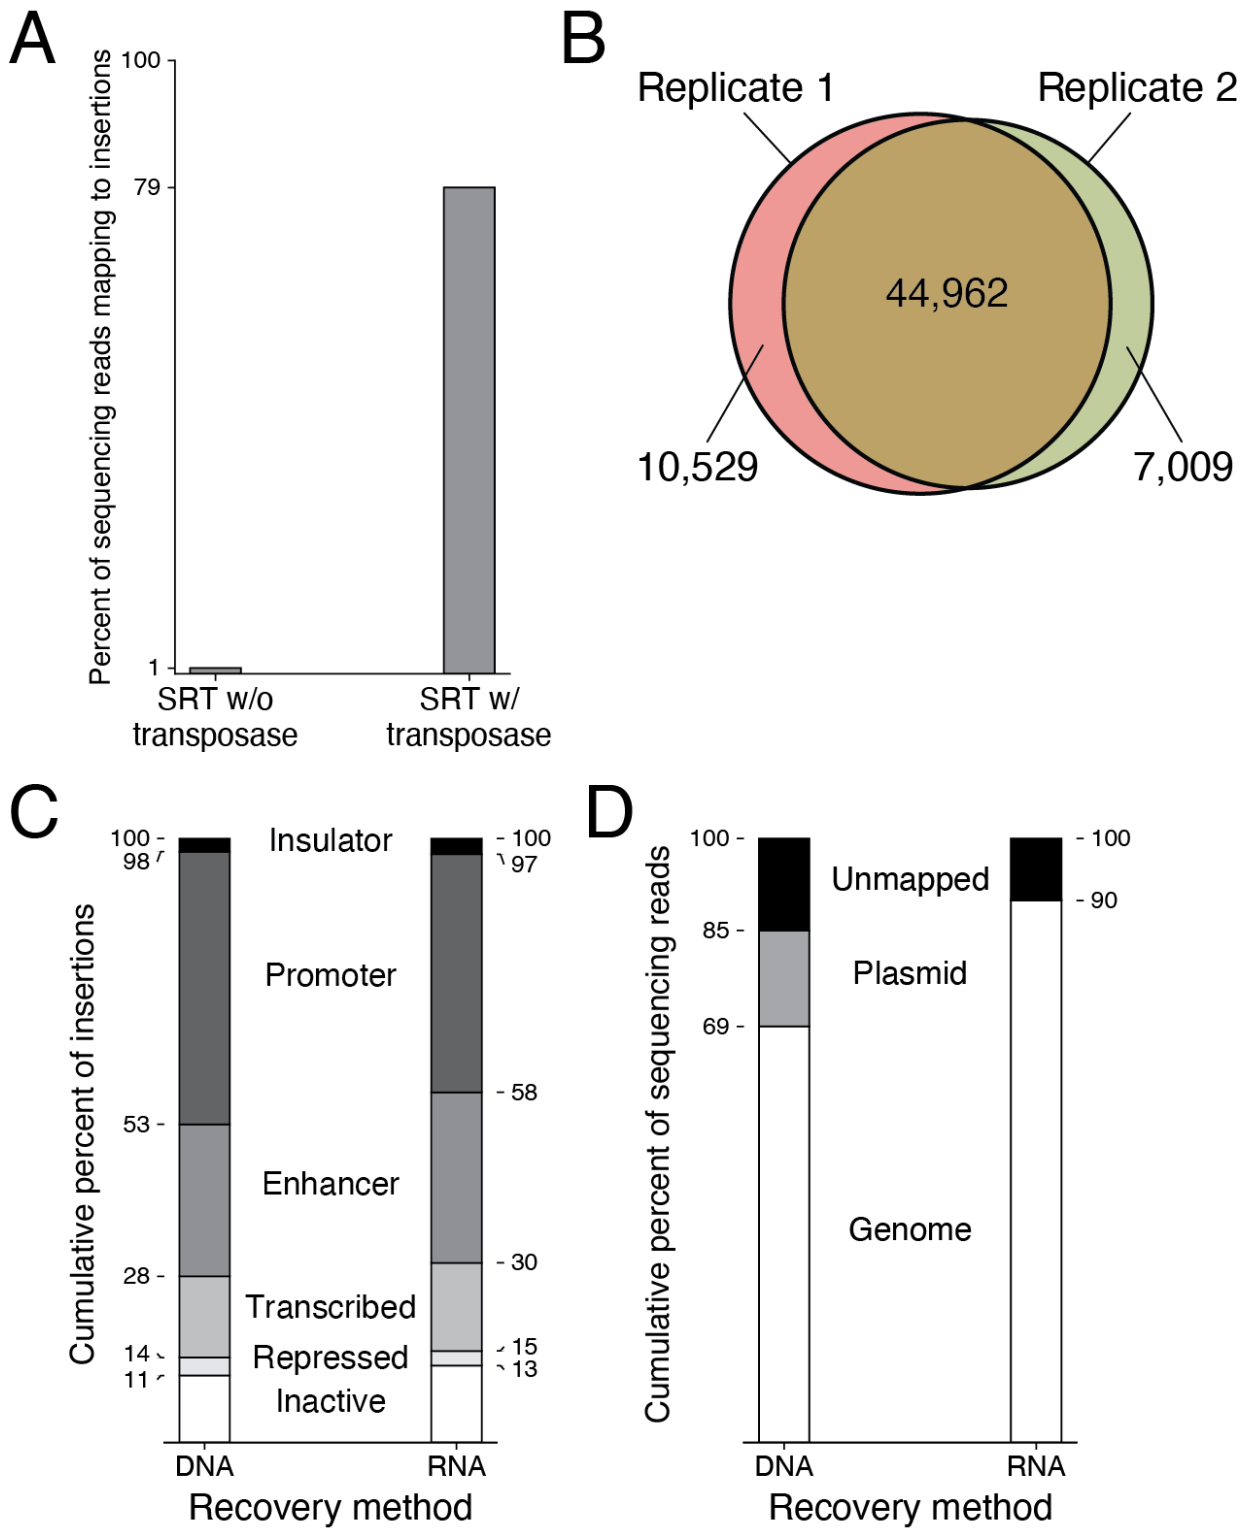 A
Percent of sequencing reads mapping to insertions
100
79
1
SRT w/o
transposase
SRT w/
transposase
B
Replicate 1
Replicate 2
44,962
10,529
7,009
C
Cumulative percent of insertions
100
98
53
28
14
11
Insulator
Promoter
Enhancer
Transcribed
Repressed
Inactive
100
97
58
30
15
13
DNA
RNA
Recovery method
D
Cumulative percent of sequencing reads
100
85
69
Unmapped
Plasmid
Genome
100
90
DNA
RNA
Recovery method